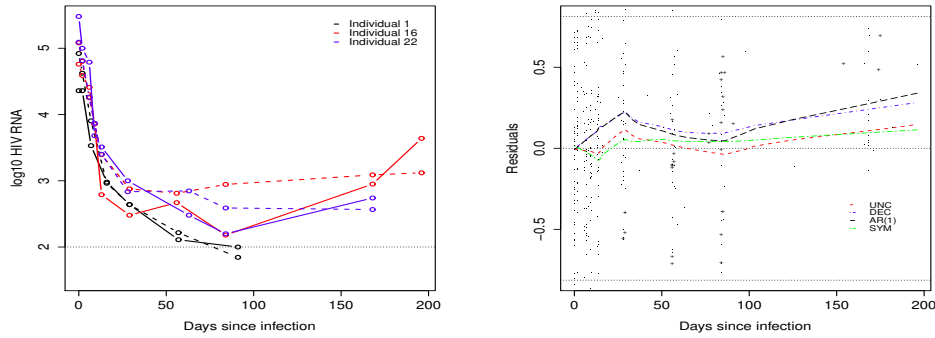 Individual 1
Individual 16
Individual 22
log10 HIV RNA
5
4
3
2
0 50 100 150 200
Days since infection
Residuals
0.5
0.0
−0.5
UNC
DEC
AR(1)
SYM
0 50 100 150 200
Days since infection